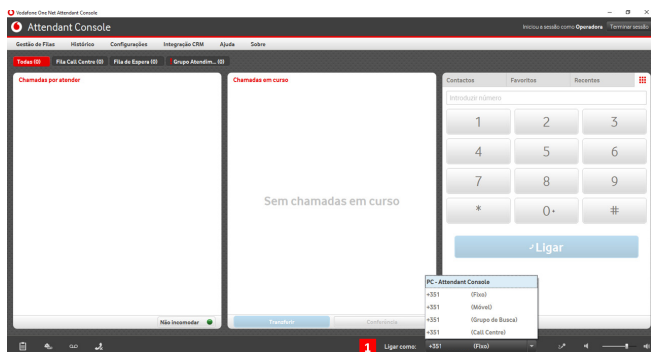 Vodafone One Net Attendant Console
Attendant Console
Iniciou a sessão como Operadora
Terminar sessão
Gestão de Filas Histórico Configurações Integração CRM Ajuda Sobre
Todas (0) Fila Call Centre (0) Fila de Espera (0) Grupo Atendim... (0)
Chamadas por atender
Chamadas em curso
Contactos Favoritos Recentes
Introduze número
1 2 3
4 5 6
7 8 9
* 0+ #
Ligar
Sem chamadas em curso
PC - Attendant Console
+351 (Fixo)
+351 (Móvel)
+351 (Grupo de Busca)
+351 (Call Centre)
Não incomodar
Transferir
Conferência
1 Ligar como: +351 (Fixo)